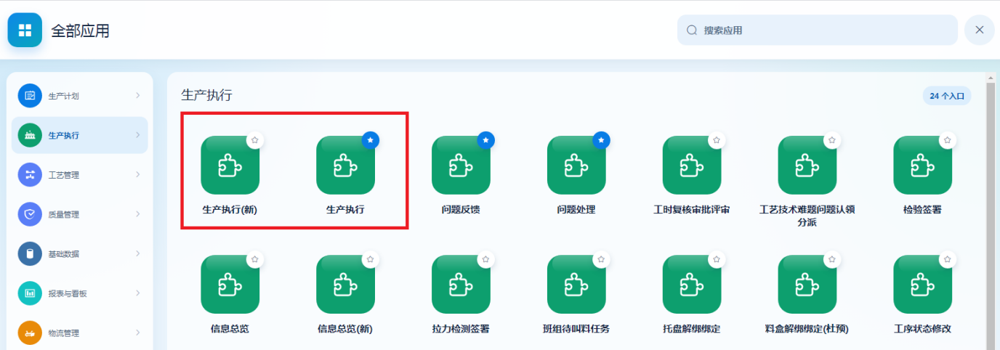 全部应用
搜索应用
生产计划
生产执行
工艺管理
质量管理
基础数据
报表与看板
物流管理
生产执行
24 个入口
生产执行(新)
生产执行
问题反馈
问题处理
工时复核审批评审
工艺技术难题问题认领
分派
检验签署
信息总览
信息总览(新)
拉力检测签署
班组待叫料任务
托盘解绑绑定
料盒解绑绑定(杜预)
工序状态修改